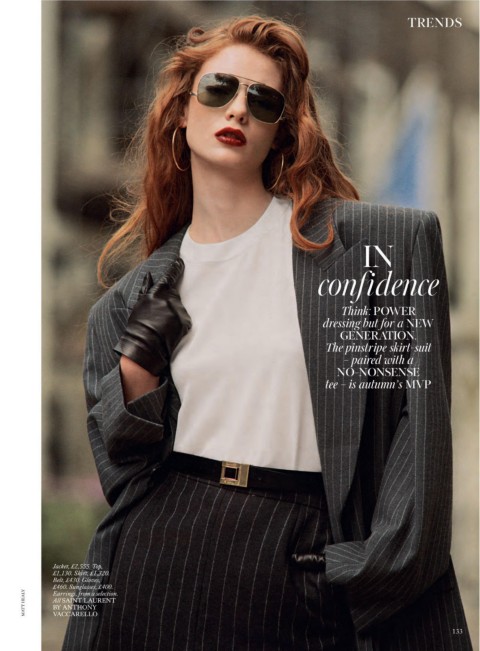 TRENDS
IN
confidence
Think: POWER
dressing but for a NEW
GENERATION.
The pinstripe skirt suit
– paired with a
NO-NONSENSE
tee – is autumn's MVP
Jacket, £2,555. Top,
£1,130. Skirt, £1,320.
Belt, £430. Gloves,
£460. Sunglasses, £400.
Earrings, from a selection.
All SAINT LAURENT
BY ANTHONY
VACCARELLO
133